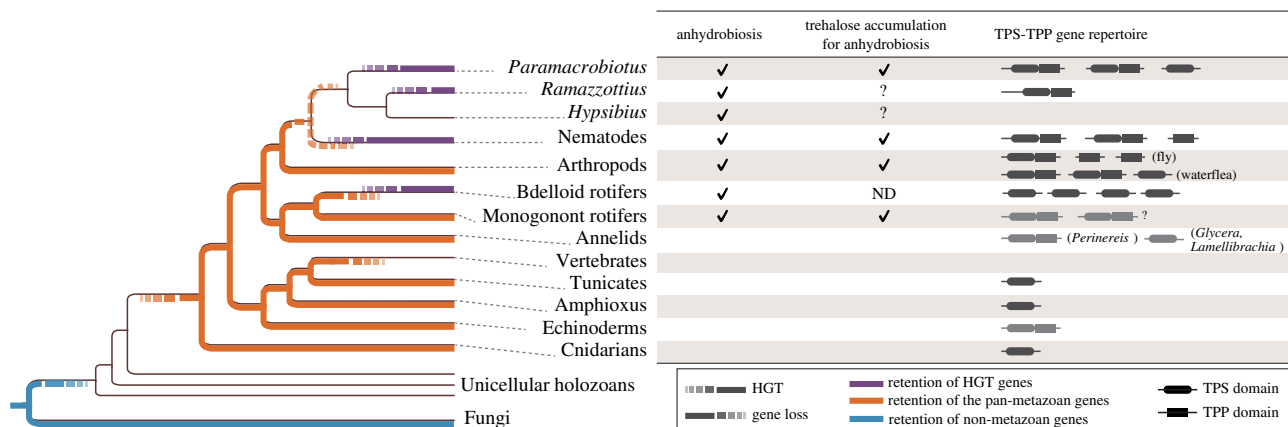 anhydrobiosis
trehalose accumulation
for anhydrobiosis
TPS-TPP gene repertoire
Paramacrobiotus
Ramazzottius
?
Hypsibius
?
Nematodes
Arthropods
(fly)
(waterflea)
Bdelloid rotifers
ND
Monogonont rotifers
?
Annelids
(Perinereis )
(Glycera,
Lamellibrachia )
Vertebrates
Tunicates
Amphioxus
Echinoderms
Cnidarians
Unicellular holozoans
Fungi
HGT
gene loss
retention of HGT genes
retention of the pan-metazoan genes
retention of non-metazoan genes
TPS domain
TPP domain